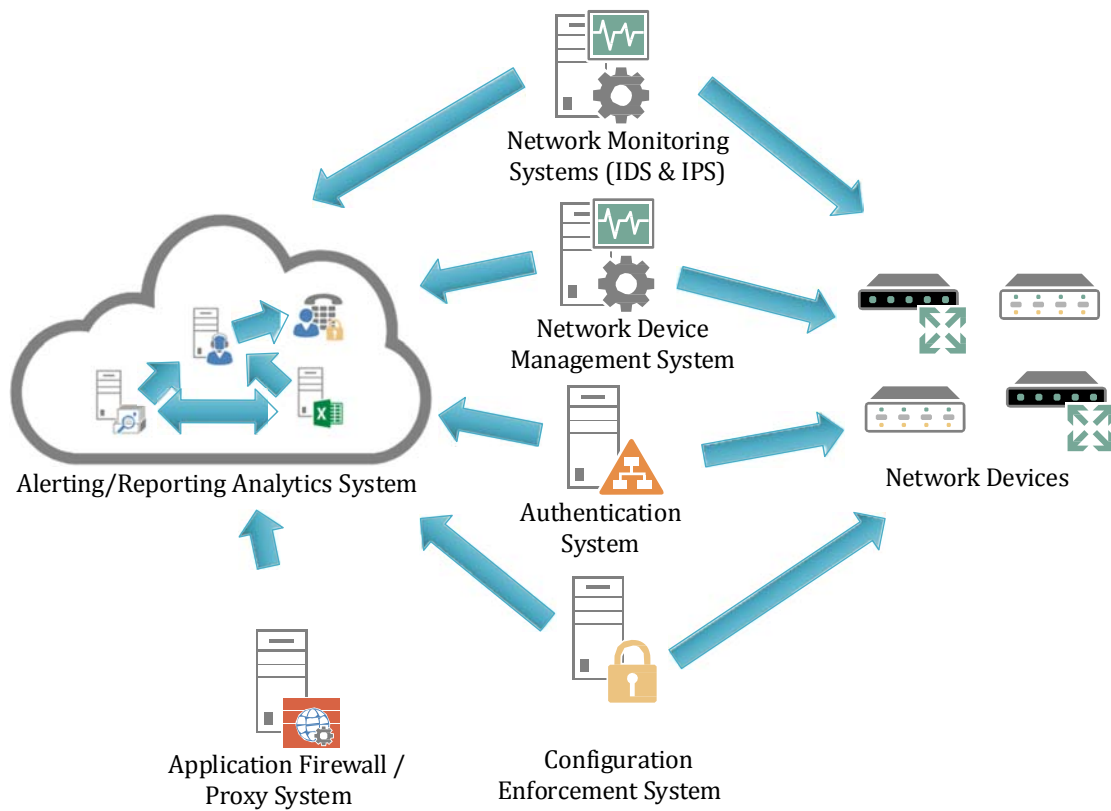 Network Monitoring
Systems (IDS & IPS)
Network Device
Management System
Alerting/Reporting Analytics System
Network Devices
Authentication
System
Application Firewall /
Proxy System
Configuration
Enforcement System